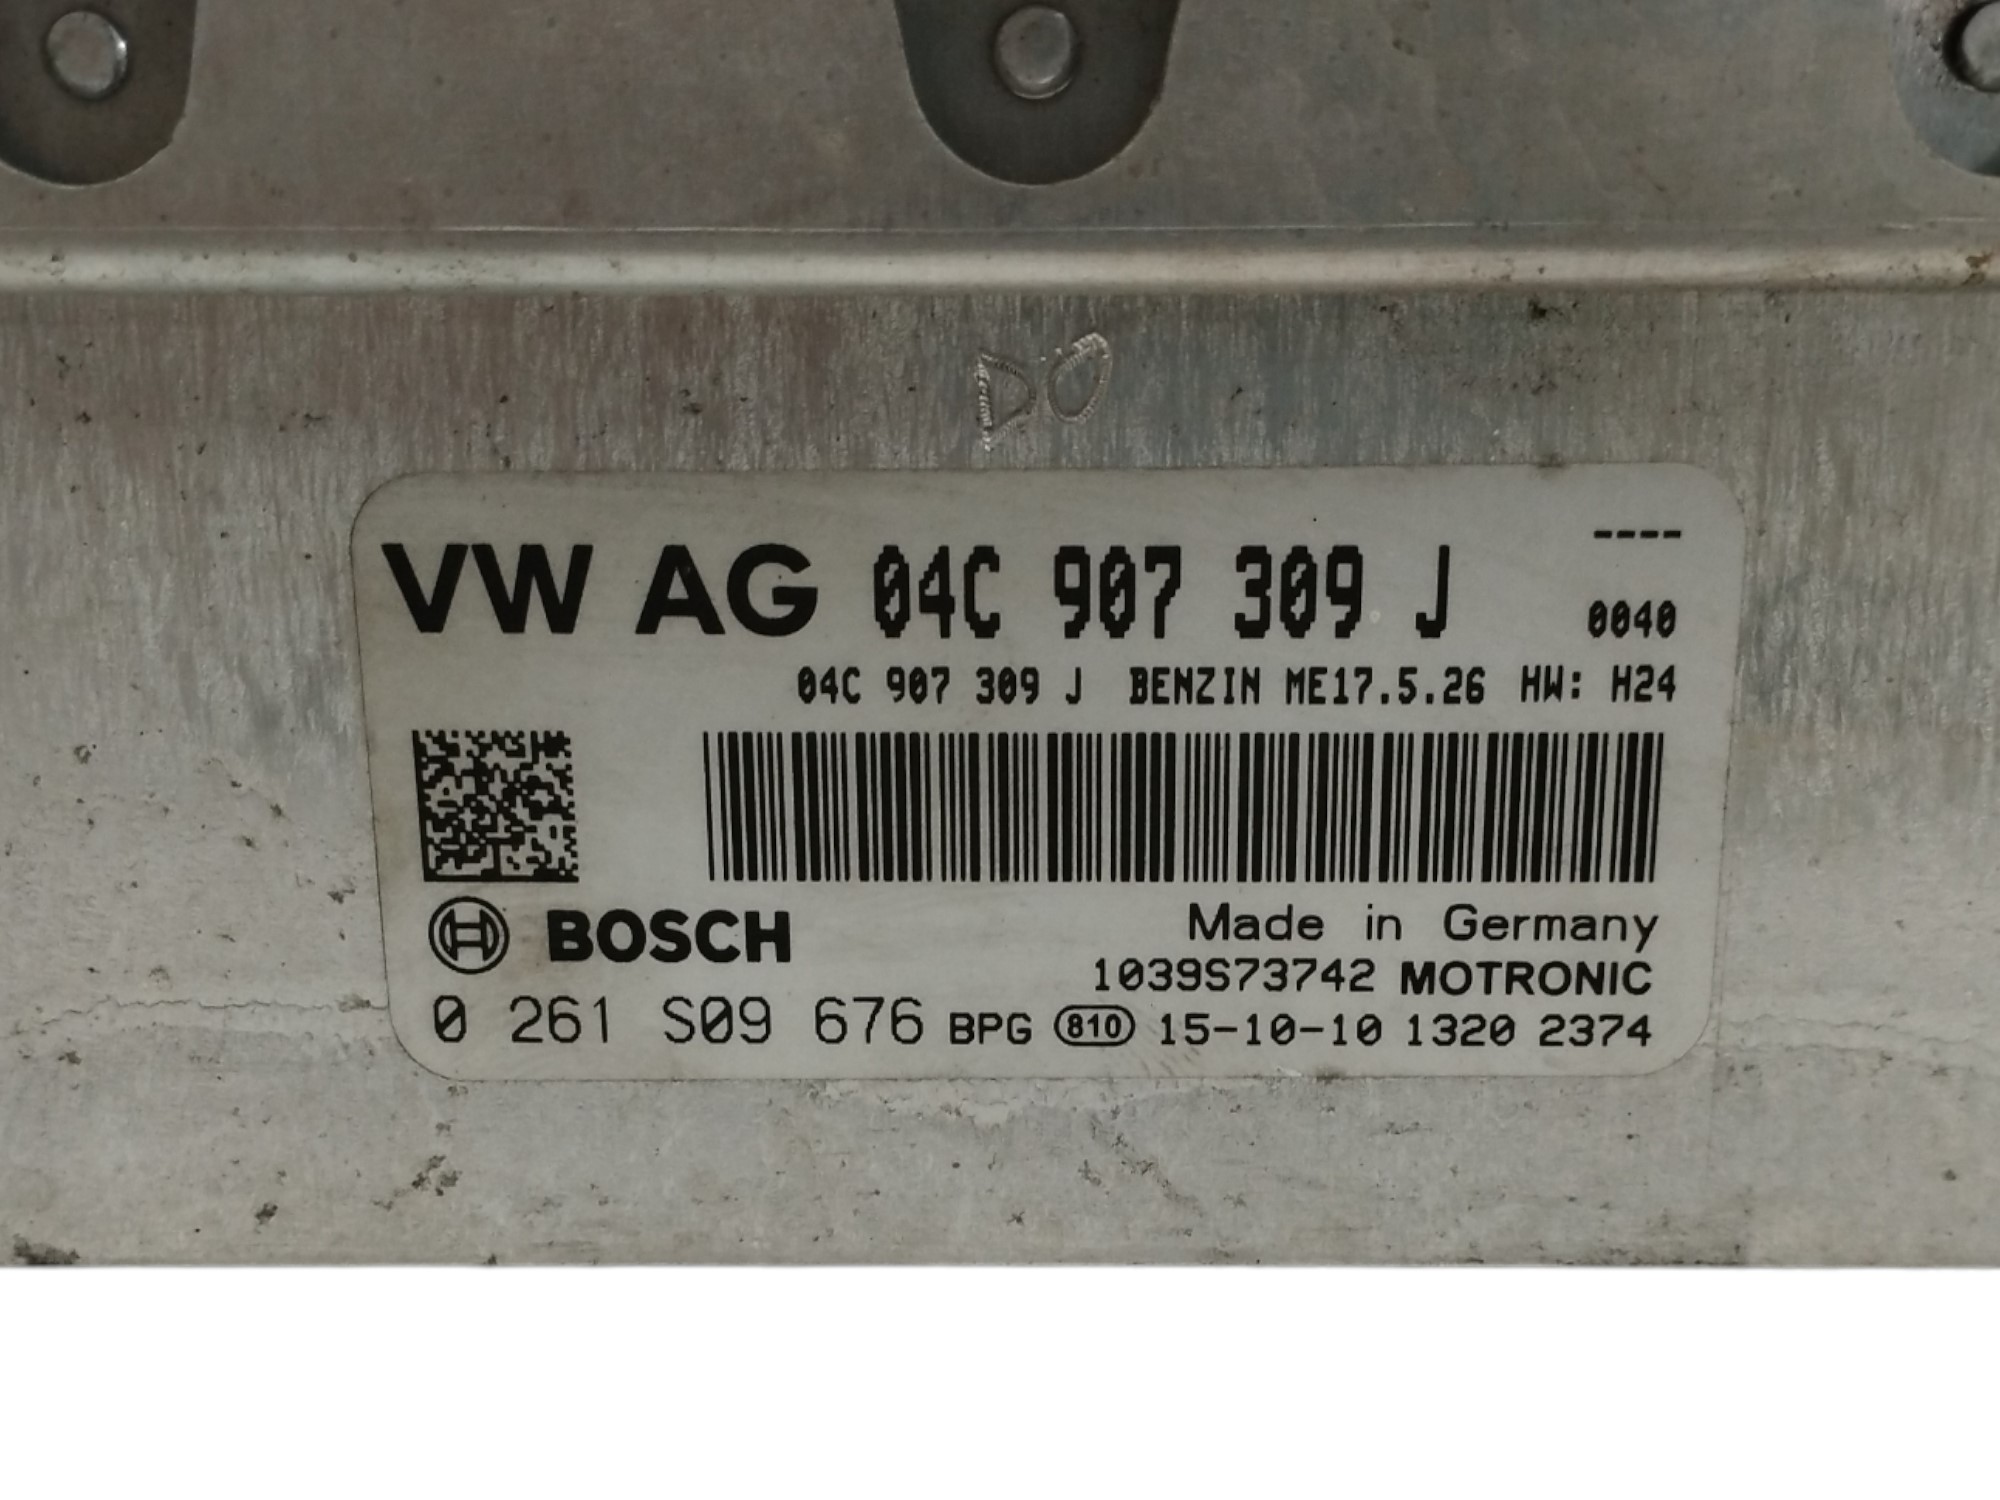 DO
VW AG 04C 907 309 J ----
0040
04C 907 309 J BENZIN ME17.5.26 HW: H24
BOSCH
Made in Germany
1039S73742 MOTRONIC
0 261 S09 676 BPG 810 15-10-10 1320 2374